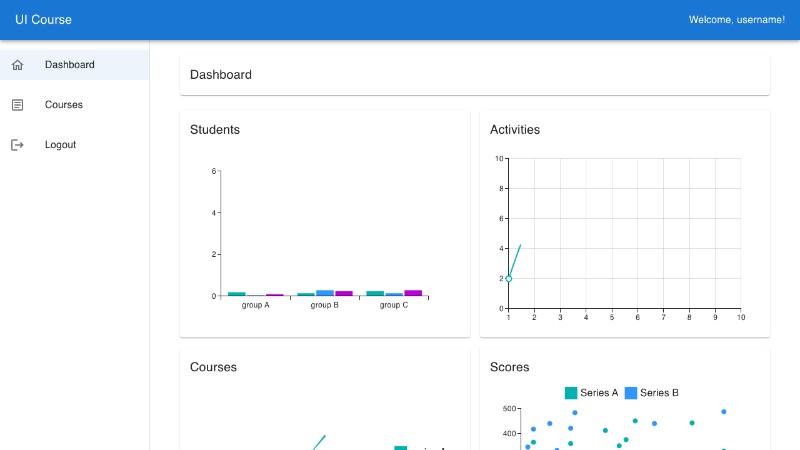 UI Course
Welcome, username!
Dashboard
Courses
Logout
Dashboard
Students
6
4
2
0
group A group B group C
Activities
10
8
6
4
2
0
1 2 3 4 5 6 7 8 9 10
Courses
Scores
Series A Series B
500
400